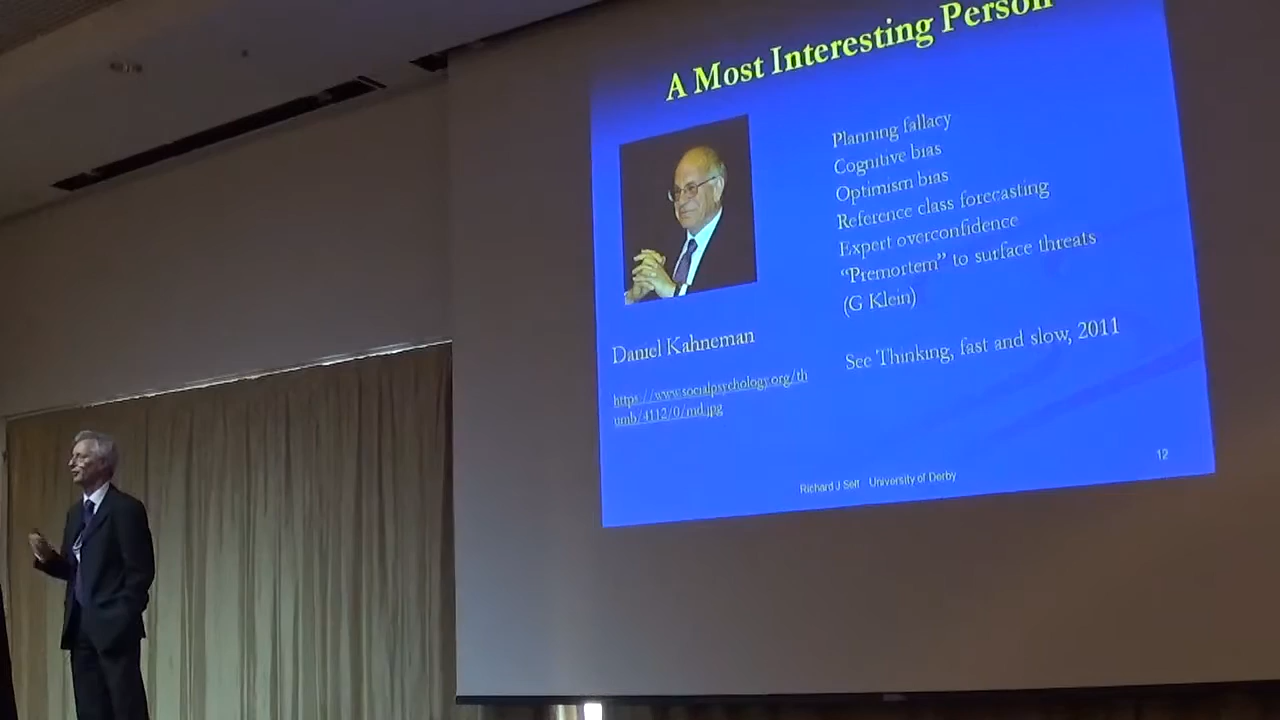 A Most Interesting Person
Planning fallacy
Cognitive bias
Optimism bias
Reference class forecasting
Expert overconfidence
“Premortem” to surface threats
(G Klein)
See Thinking, fast and slow, 2011
Daniel Kahneman
https://www.socialpsychology.org/th
umb/4112/0/md.jpg
Richard J Self University of Derby
12